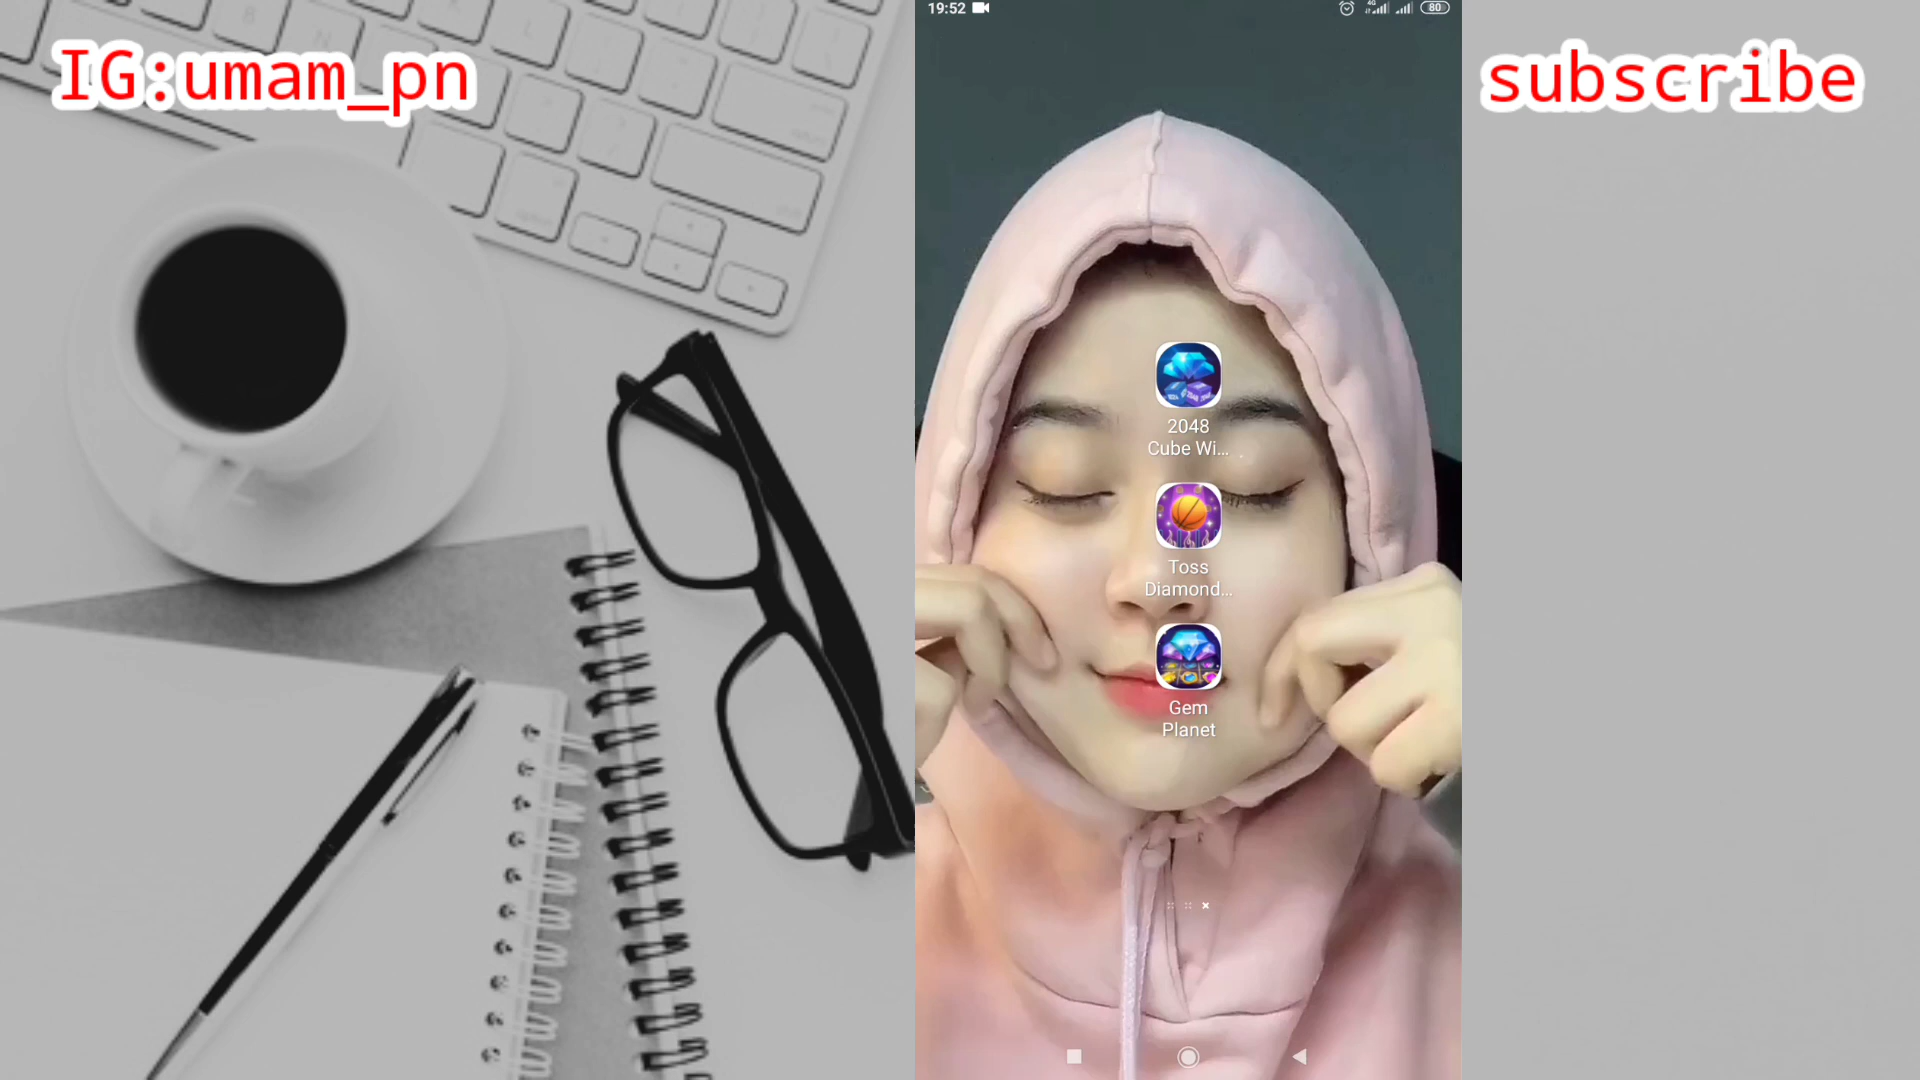 IG:umam_pn
19:52
80
subscribe
2048
Cube Wi...
Toss
Diamond...
Gem
Planet